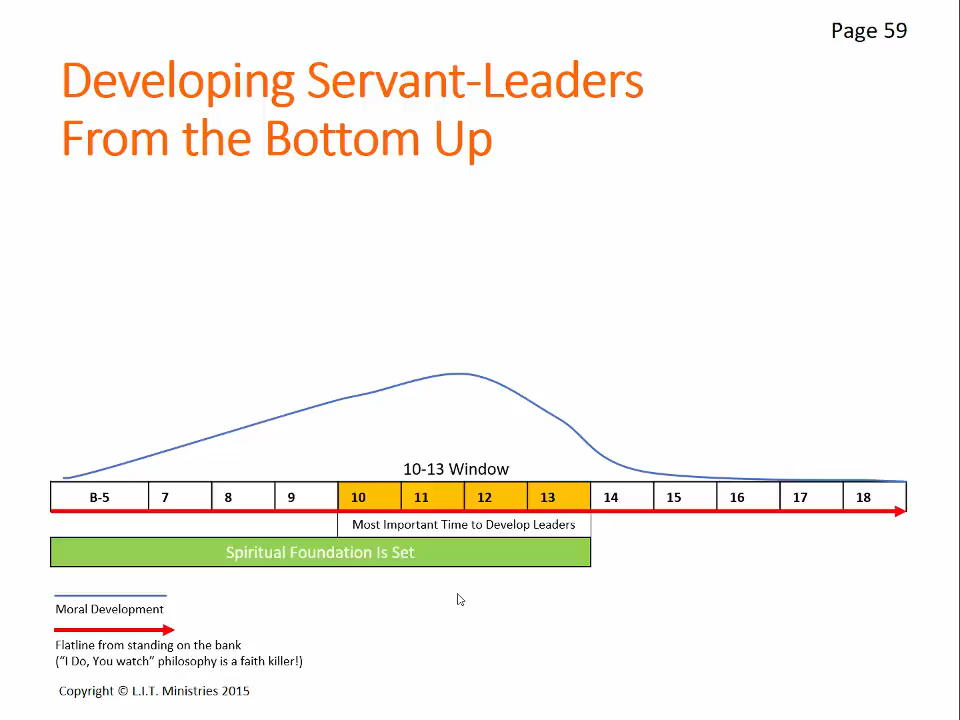 Page 59
Developing Servant-Leaders
From the Bottom Up
10-13 Window
B-5 7 8 9 10 11 12 13 14 15 16 17 18
Most Important Time to Develop Leaders
Spiritual Foundation Is Set
Moral Development
Flatline from standing on the bank
(“I Do, You watch” philosophy is a faith killer!)
Copyright © L.I.T. Ministries 2015